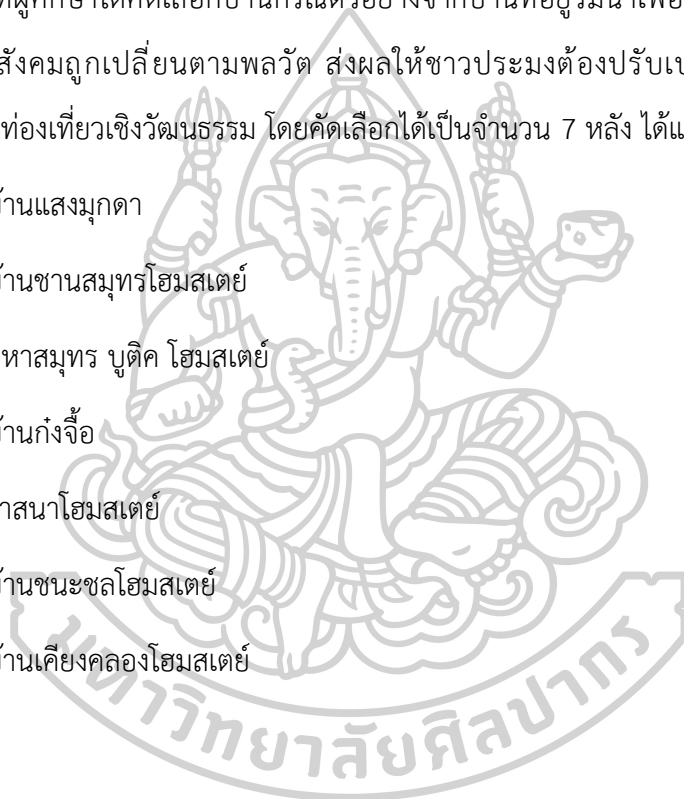 ที่ผู้ศึกษาได้คัดเลือกบ้านกรณีตัวอย่างจากบ้านที่อยู่ริมน้ำเพื่อ
สังคมถูกเปลี่ยนตามพลวัต ส่งผลให้ชาวประมงต้องปรับเป
ท่องเที่ยวเชิงวัฒนธรรม โดยคัดเลือกได้เป็นจำนวน 7 หลัง ได้แ
บ้านแสงมุกดา
บ้านชานสมุทรโฮมสเตย์
หาสมุทร บูติค โฮมสเตย์
บ้านก๋งจื้อ
าสนาโฮมสเตย์
บ้านชนะชลโฮมสเตย์
บ้านเคียงคลองโฮมสเตย์
มหาวิทยาลัยศิลปากร